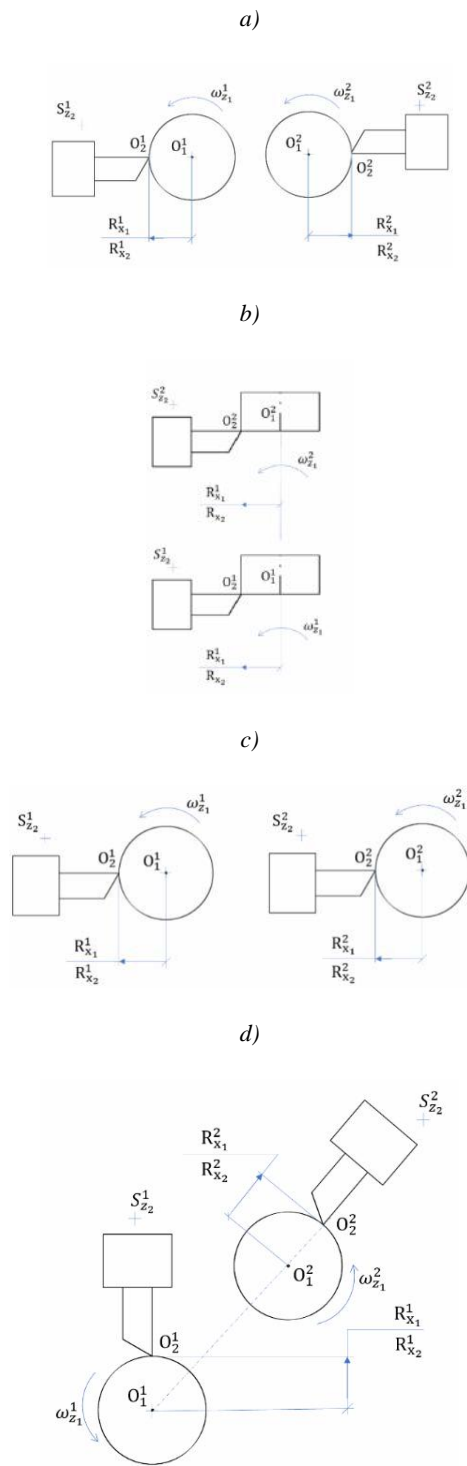 a)
S¹z₂ ω¹z₁ O¹₂ O¹₁ ω²z₁ S²z₂ O²₁ O²₂
R¹x₁ R²x₁
R¹x₂ R²x₂
b)
S²z₂ O²₂ O²₁
ω²z₁
R¹x₁
Rx₂
S¹z₂ O¹₂ O¹₁
ω¹z₁
R¹x₁
Rx₂
c)
S¹z₂ ω¹z₁ O¹₂ O¹₁ S²z₂ ω²z₁ O²₂ O²₁
R¹x₁ R²x₁
R¹x₂ R²x₂
d)
S²z₂
R²x₁
R²x₂
S¹z₂
O²₂
O²₁ ω²z₁
O¹₂ R¹x₁
R¹x₂
ω¹z₁ O¹₁